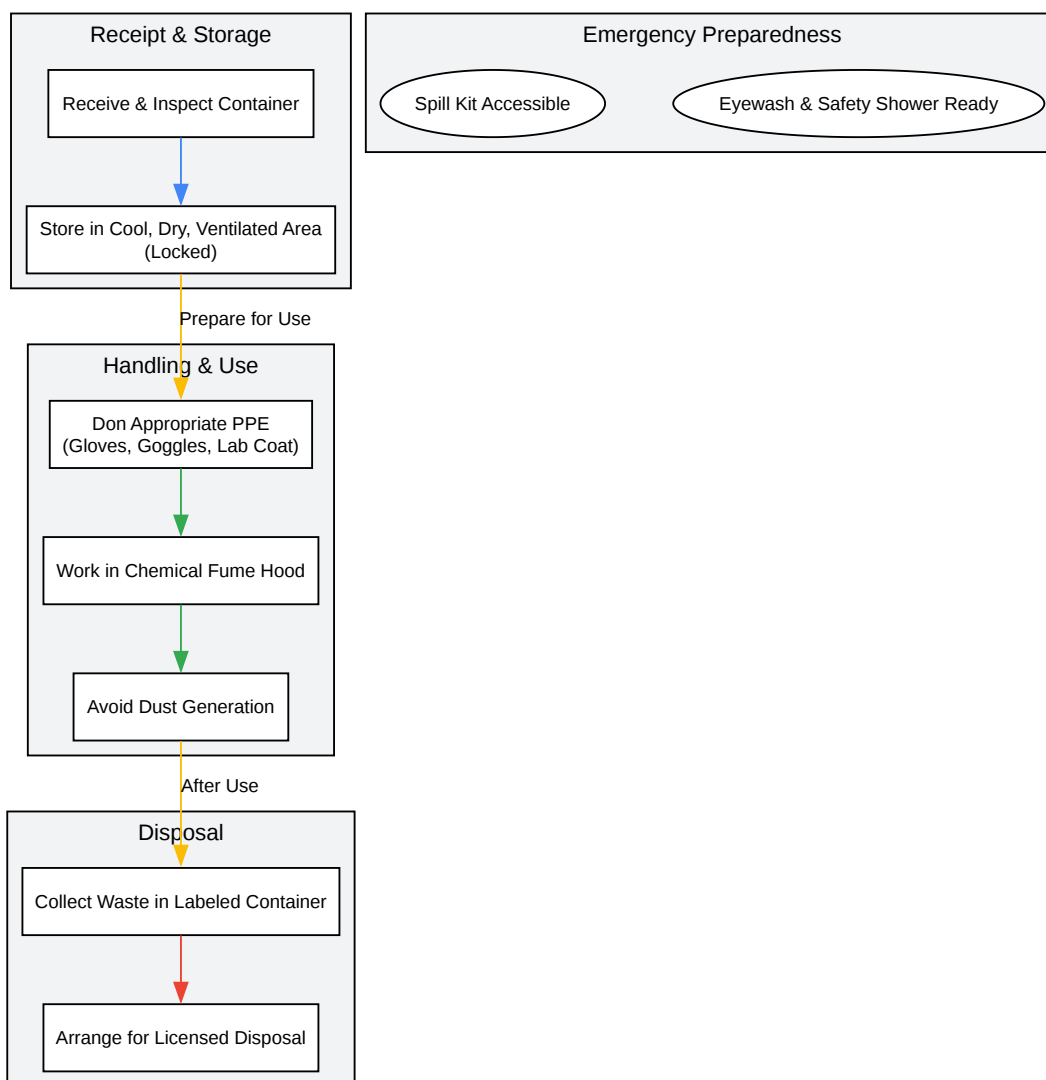 Receipt & Storage
Receive & Inspect Container
Store in Cool, Dry, Ventilated Area
(Locked)
Emergency Preparedness
Spill Kit Accessible
Eyewash & Safety Shower Ready
Prepare for Use
Handling & Use
Don Appropriate PPE
(Gloves, Goggles, Lab Coat)
Work in Chemical Fume Hood
Avoid Dust Generation
After Use
Disposal
Collect Waste in Labeled Container
Arrange for Licensed Disposal